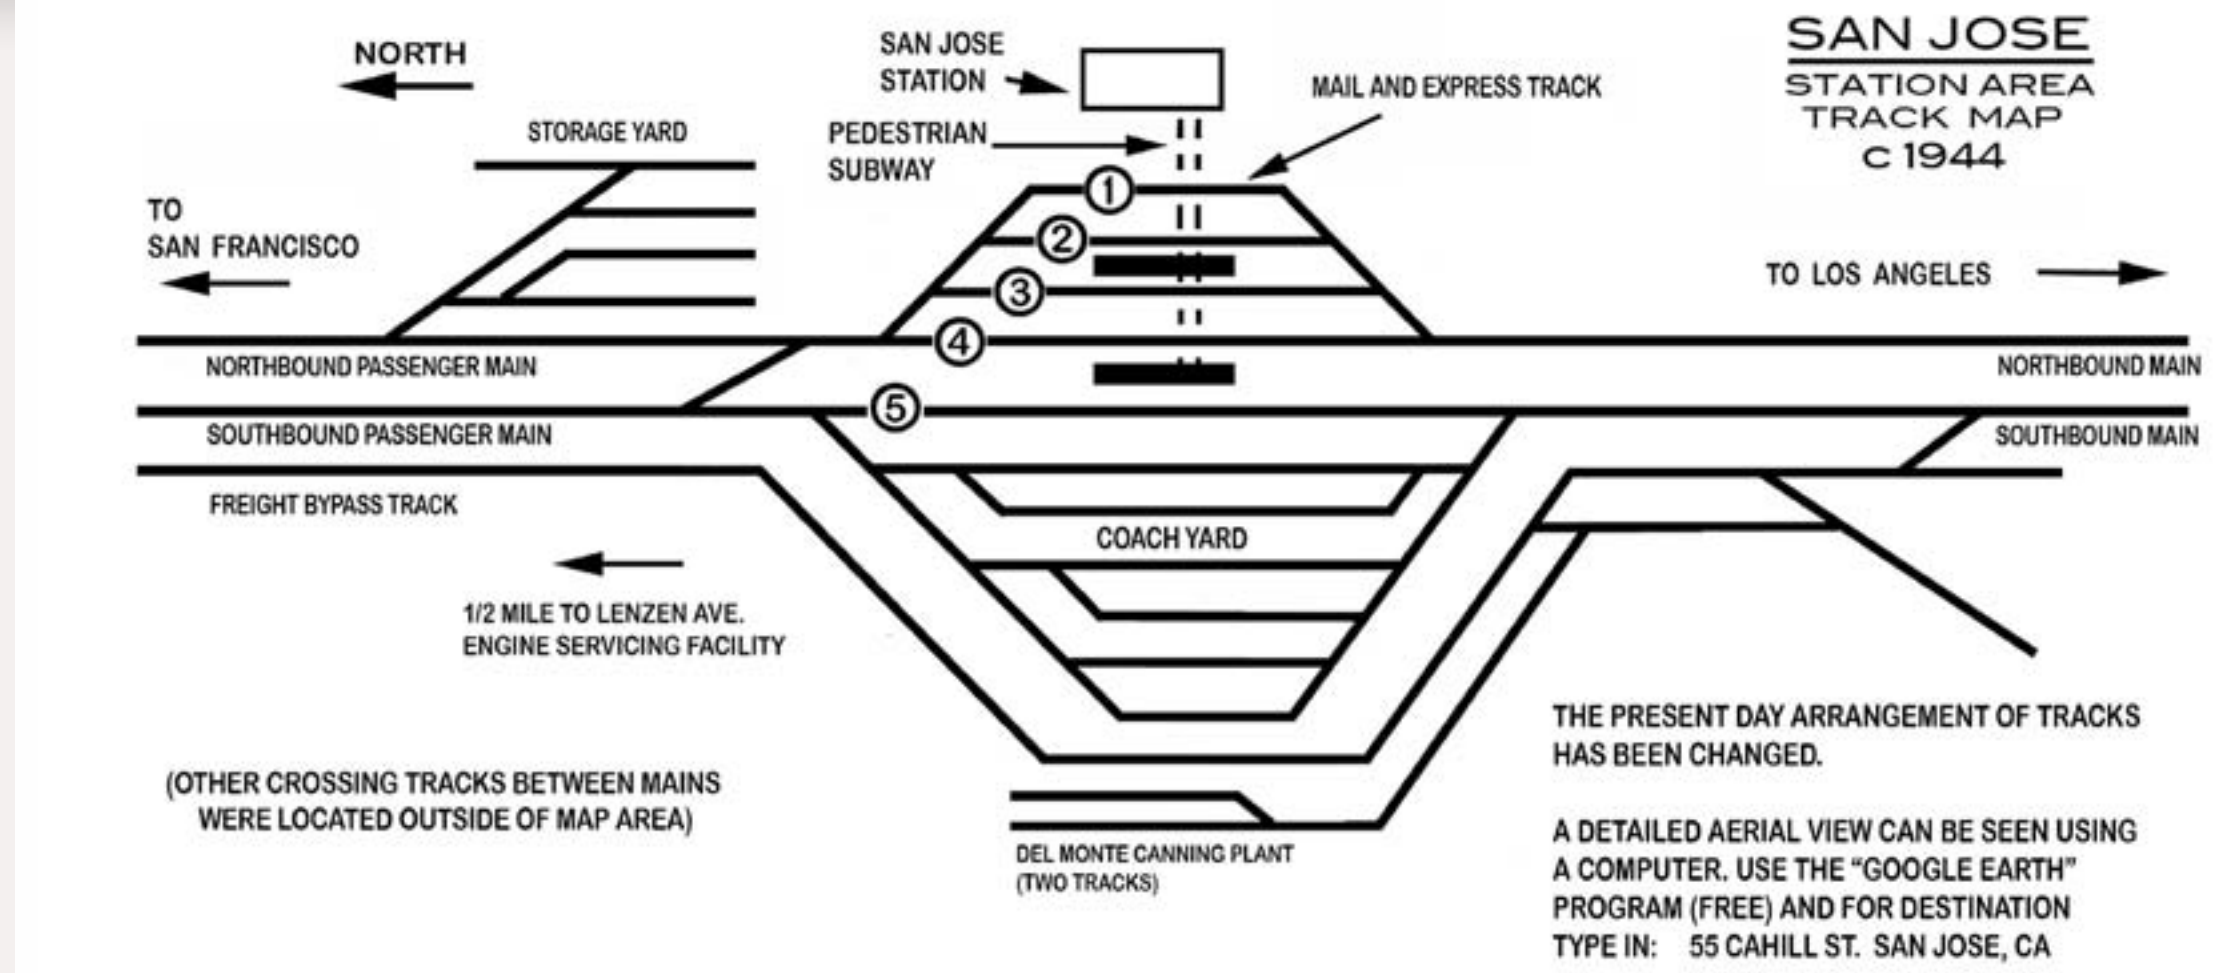 SAN JOSE
STATION AREA
TRACK MAP
C 1944
NORTH
SAN JOSE
STATION
MAIL AND EXPRESS TRACK
STORAGE YARD
PEDESTRIAN
SUBWAY
1
TO
SAN FRANCISCO
2
3
TO LOS ANGELES
4
NORTHBOUND PASSENGER MAIN
NORTHBOUND MAIN
5
SOUTHBOUND PASSENGER MAIN
SOUTHBOUND MAIN
FREIGHT BYPASS TRACK
COACH YARD
1/2 MILE TO LENZEN AVE.
ENGINE SERVICING FACILITY
(OTHER CROSSING TRACKS BETWEEN MAINS
WERE LOCATED OUTSIDE OF MAP AREA)
DEL MONTE CANNING PLANT
(TWO TRACKS)
THE PRESENT DAY ARRANGEMENT OF TRACKS
HAS BEEN CHANGED.
A DETAILED AERIAL VIEW CAN BE SEEN USING
A COMPUTER. USE THE “GOOGLE EARTH”
PROGRAM (FREE) AND FOR DESTINATION
TYPE IN: 55 CAHILL ST. SAN JOSE, CA